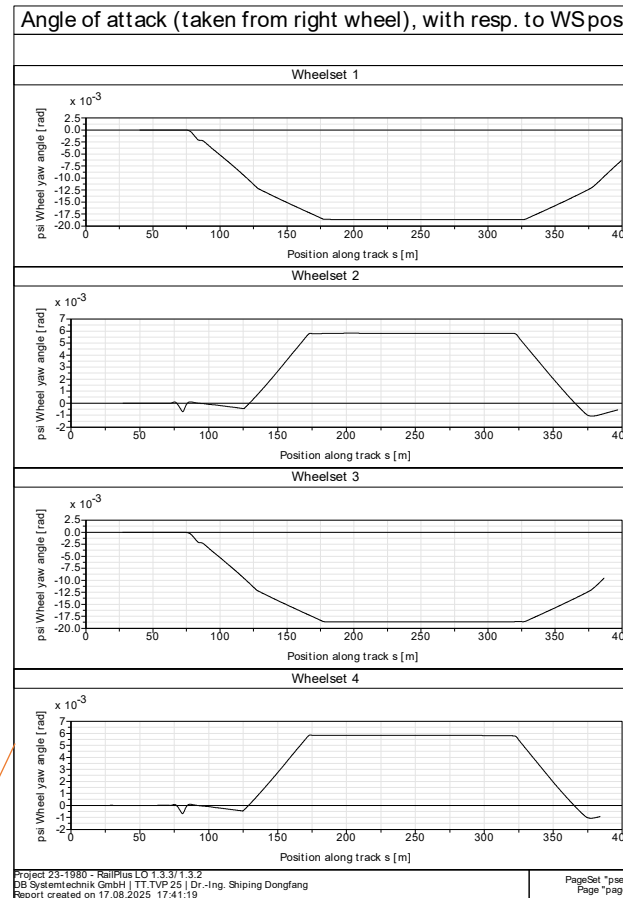 Angle of attack (taken from right wheel), with resp. to WSpos
Wheelset 1
x 10-3
psi Wheel yaw angle [rad]
2.5
0.0
-2.5
-5.0
-7.5
-10.0
-12.5
-15.0
-17.5
-20.0
0 50 100 150 200 250 300 350 40
Position along track s [m]
Wheelset 2
x 10-3
psi Wheel yaw angle [rad]
7
6
5
4
3
2
1
0
-1
-2
0 50 100 150 200 250 300 350 40
Position along track s [m]
Wheelset 3
x 10-3
psi Wheel yaw angle [rad]
2.5
0.0
-2.5
-5.0
-7.5
-10.0
-12.5
-15.0
-17.5
-20.0
0 50 100 150 200 250 300 350 40
Position along track s [m]
Wheelset 4
x 10-3
psi Wheel yaw angle [rad]
7
6
5
4
3
2
1
0
-1
-2
0 50 100 150 200 250 300 350 40
Position along track s [m]
Project 23-1980 - RailPlus LO 1.3.3/1.3.2
DB Systemtechnik GmbH | TT.TVP 25 | Dr.-Ing. Shiping Dongfang
Report created on 17.08.2025 17:41:19
PageSet "pse
Page "page